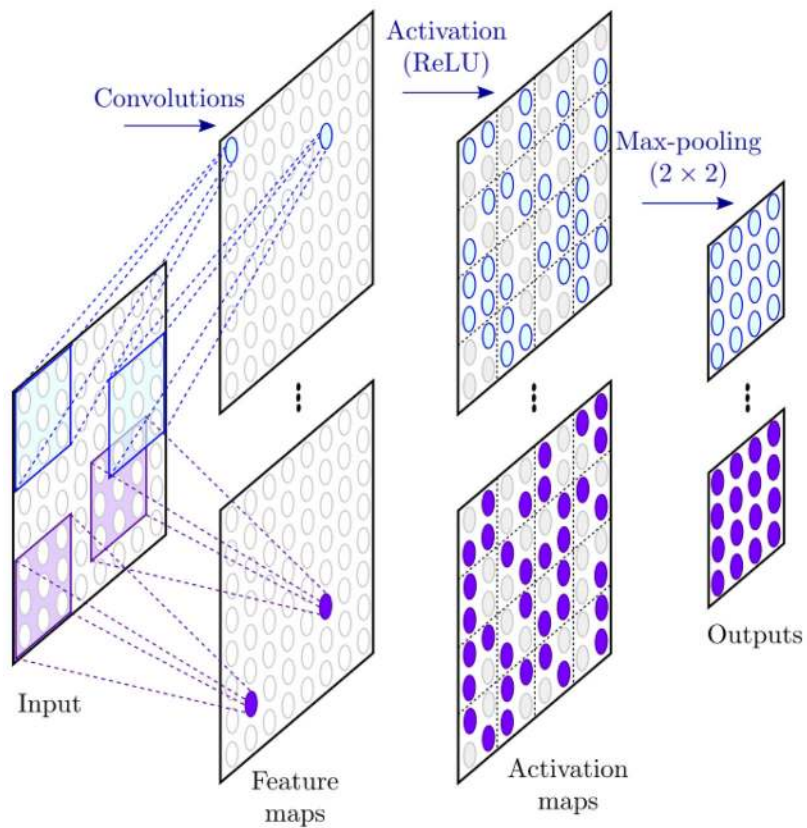 Activation
(ReLU)
Convolutions
Max-pooling
(2 × 2)
Input
Outputs
Feature
maps
Activation
maps